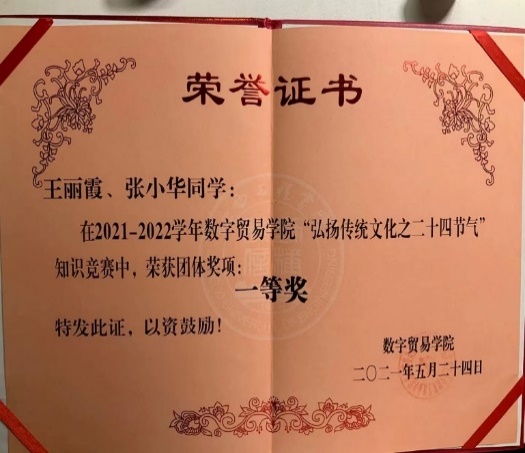 荣誉证书
王丽霞、张小华同学：
在2021-2022学年数字贸易学院“弘扬传统文化之二十四节气”
知识竞赛中，荣获团体奖项：
一等奖
特发此证，以资鼓励！
数字贸易学院
二〇二一年五月二十四日